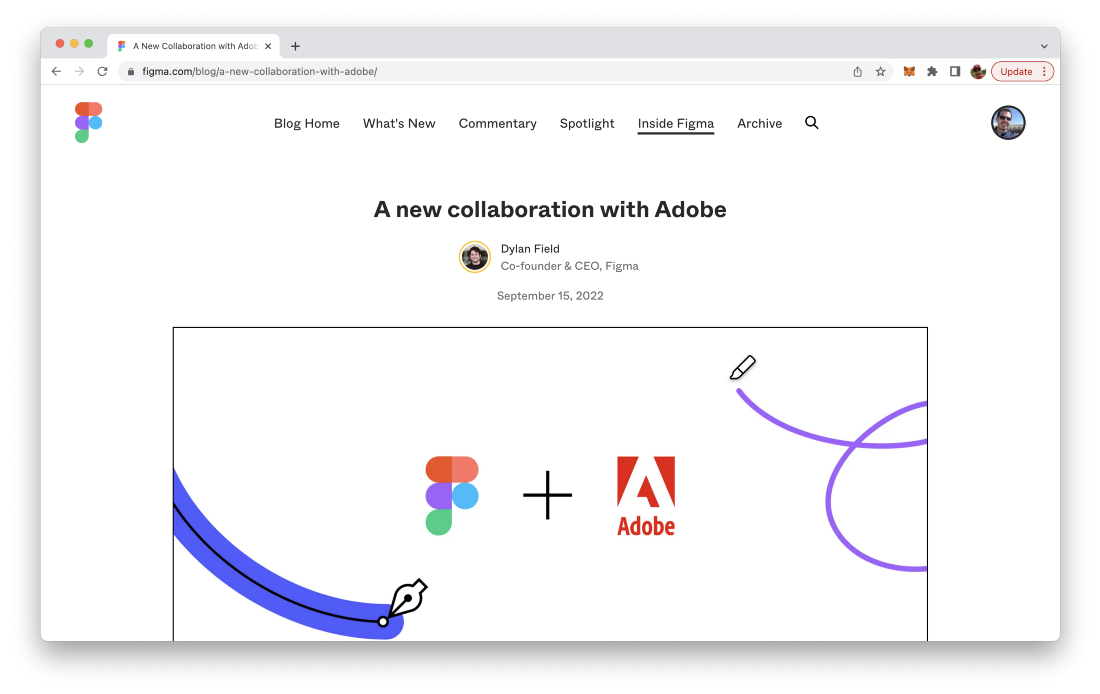 A New Collaboration with Adob
figma.com/blog/a-new-collaboration-with-adobe/
Update
Blog Home
What's New
Commentary
Spotlight
Inside Figma
Archive
A new collaboration with Adobe
Dylan Field
Co-founder & CEO, Figma
September 15, 2022
Adobe